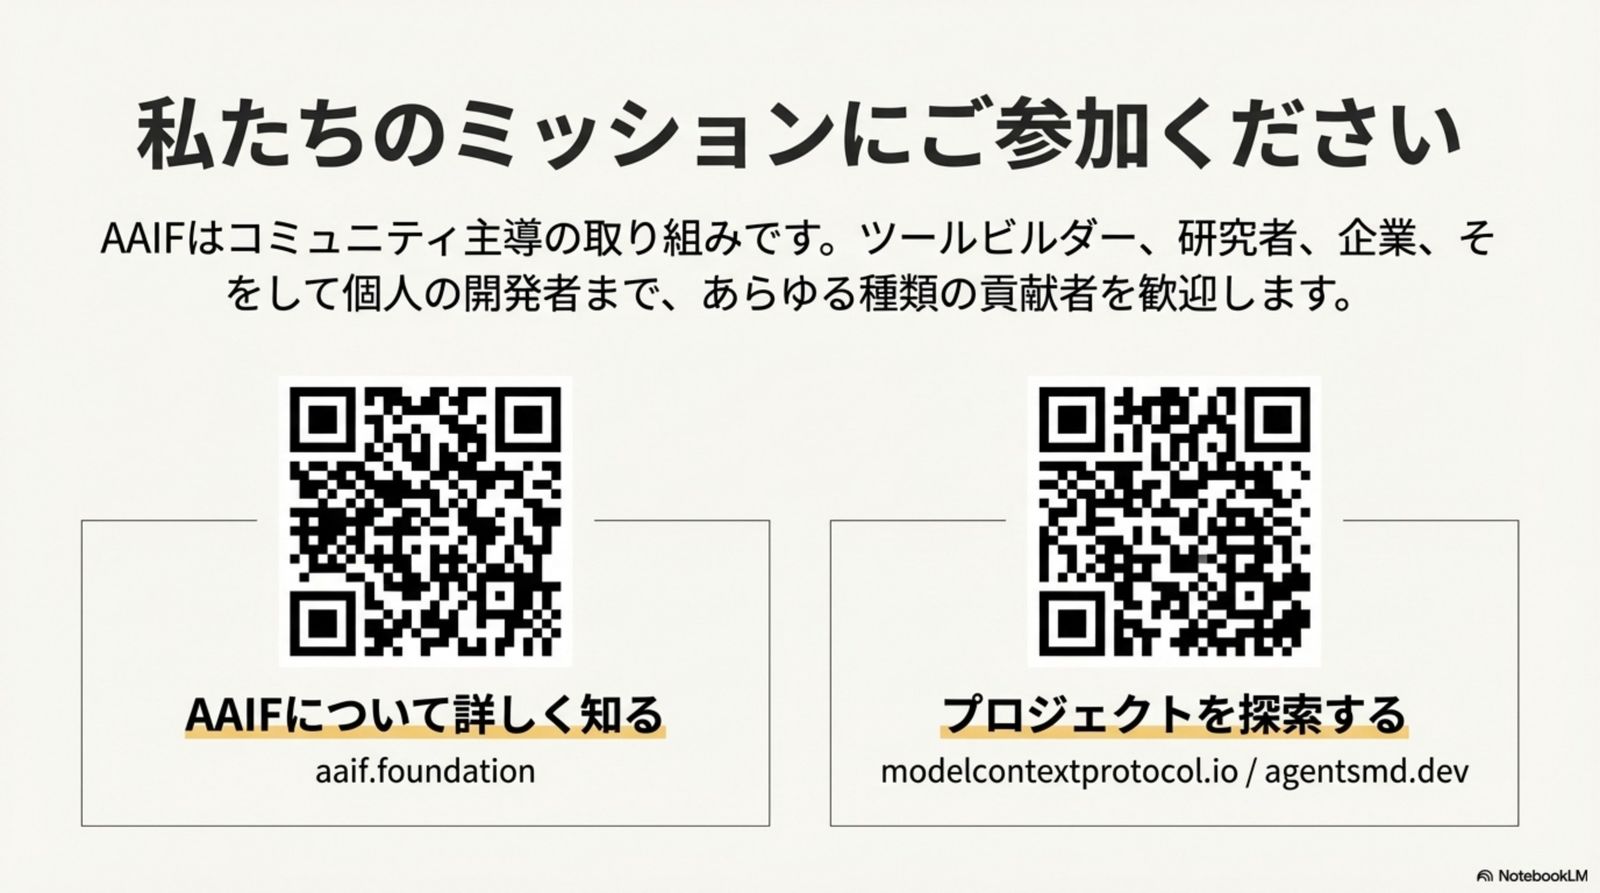 私たちのミッションにご参加ください
AAIFはコミュニティ主導の取り組みです。ツールビルダー、研究者、企業、そ
をして個人の開発者まで、あらゆる種類の貢献者を歓迎します。
AAIFについて詳しく知る
aaif.foundation
プロジェクトを探索する
modelcontextprotocol.io / agentsmd.dev
NotebookLM